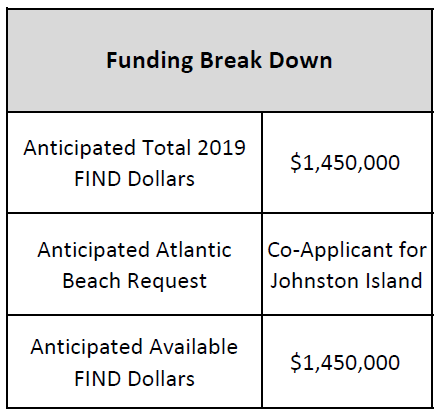 Funding Break Down
Anticipated Total 2019
FIND Dollars
$1,450,000
Anticipated Atlantic
Beach Request
Co-Applicant for
Johnston Island
Anticipated Available
FIND Dollars
$1,450,000